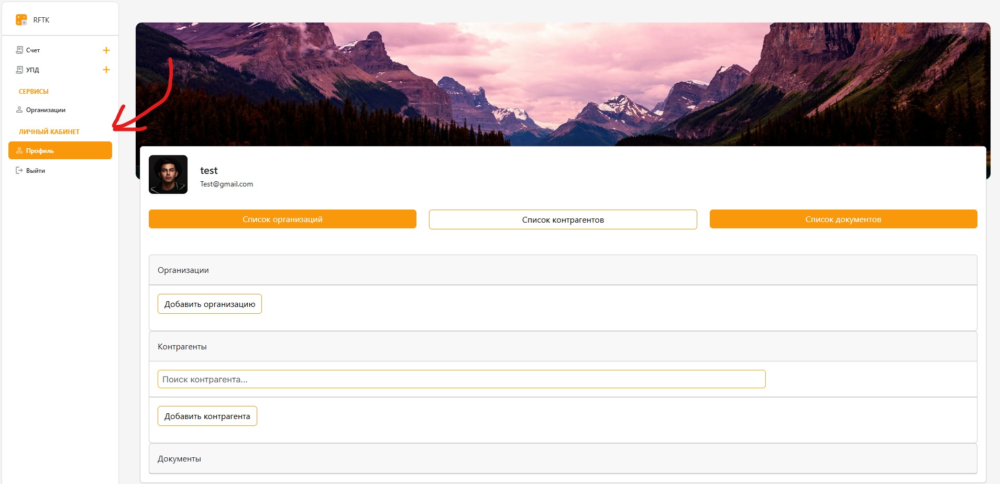 RFTK
Счет
УПД
СЕРВИСЫ
Организации
ЛИЧНЫЙ КАБИНЕТ
Профиль
Выйти
test
Test@gmail.com
Список организаций
Список контрагентов
Список документов
Организации
Добавить организацию
Контрагенты
Поиск контрагента...
Добавить контрагента
Документы